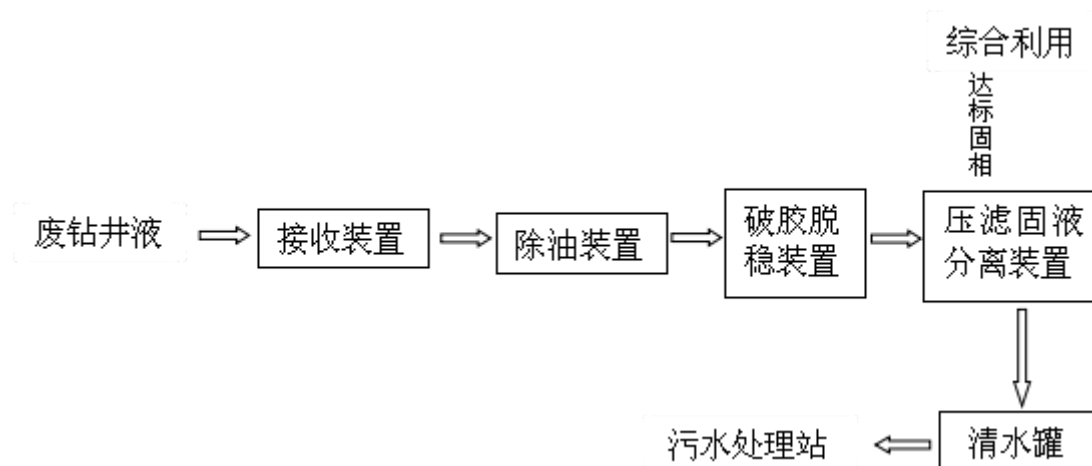 综合利用
达标固相
废钻井液
接收装置
除油装置
破胶脱
稳装置
压滤固液
分离装置
污水处理站
清水罐